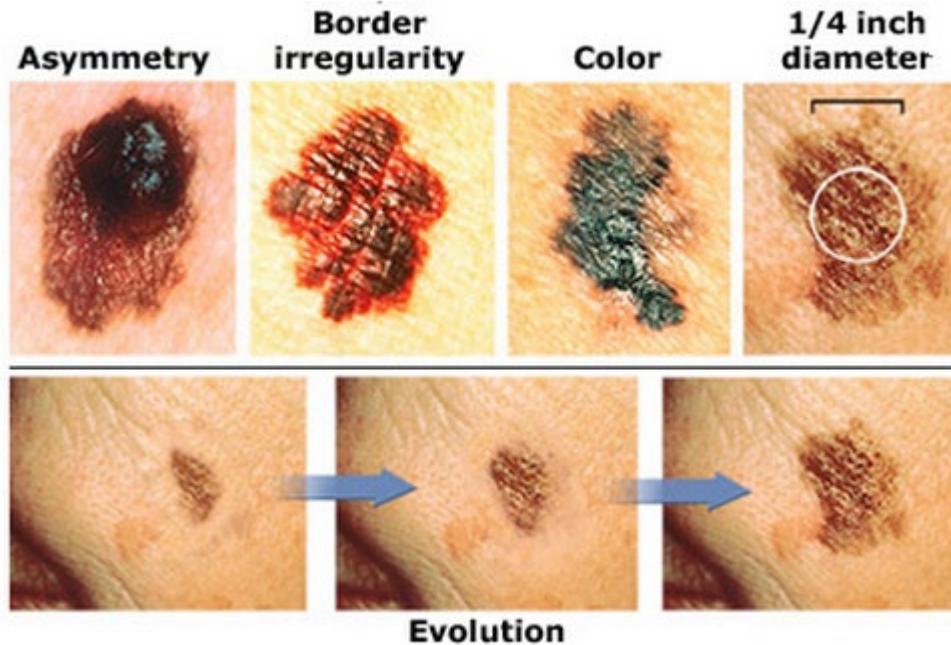 Asymmetry
Border
irregularity
Color
1/4 inch
diameter
Evolution